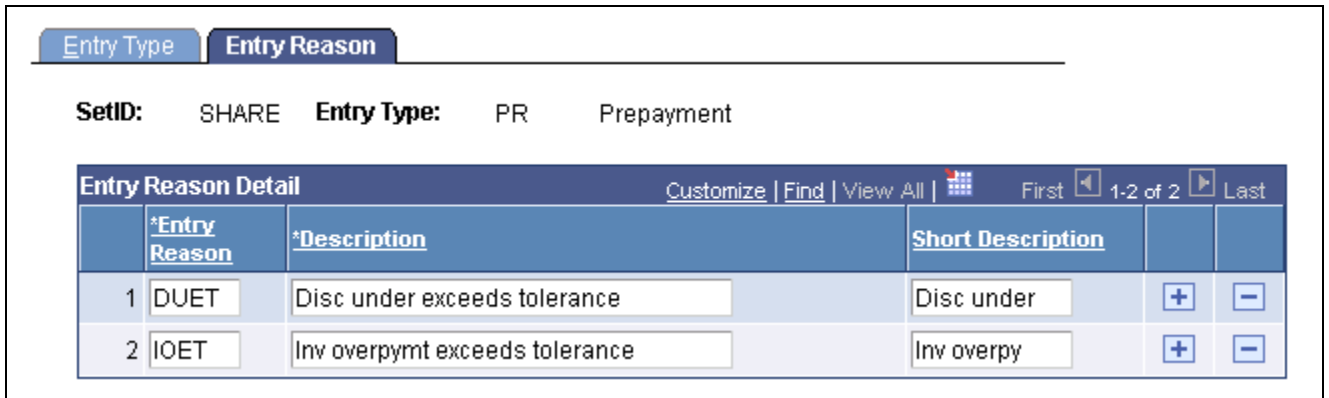 Entry Type Entry Reason
SetID: SHARE Entry Type: PR Prepayment
Entry Reason Detail Customize | Find | View All | First 1-2 of 2 Last
*Entry Reason *Description Short Description
1 DUET Disc under exceeds tolerance Disc under + −
2 IOET Inv overpymt exceeds tolerance Inv overpy + −